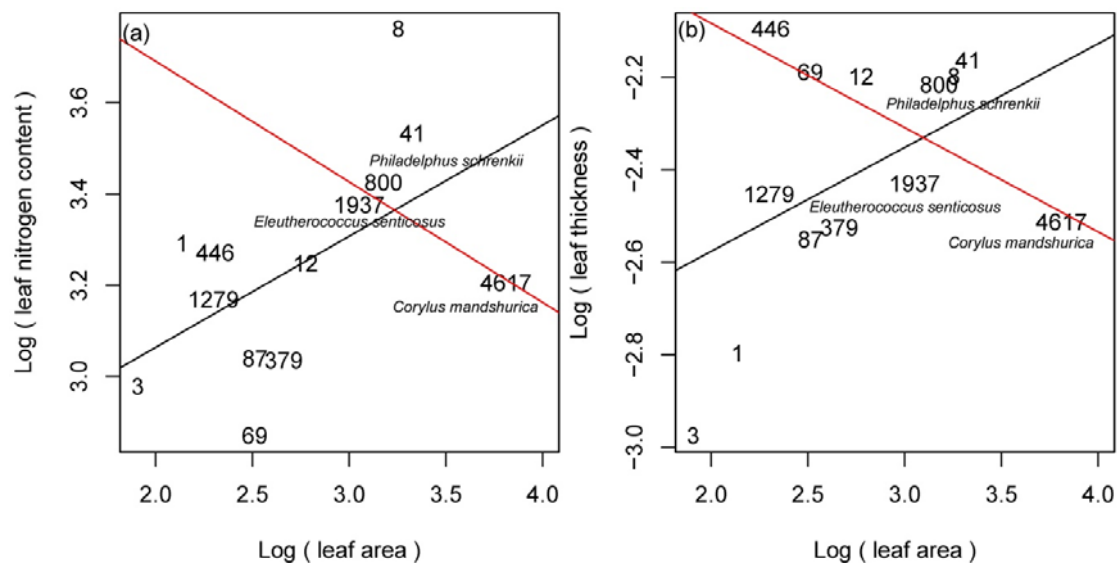 (a)
8
3.6
41
Philadelphus schrenkii
800
3.4
1937
Eleutherococcus senticosus
1
446
12
3.2
4617
1279
Corylus mandshurica
87
379
3.0
3
69
2.0 2.5 3.0 3.5 4.0
Log ( leaf area )
Log ( leaf nitrogen content )
(b)
446
41
−2.2
69
12
8
800
Philadelphus schrenkii
−2.4
1279
1937
Eleutherococcus senticosus
4617
379
87
Corylus mandshurica
−2.6
−2.8
1
3
−3.0
2.0 2.5 3.0 3.5 4.0
Log ( leaf area )
Log ( leaf thickness )